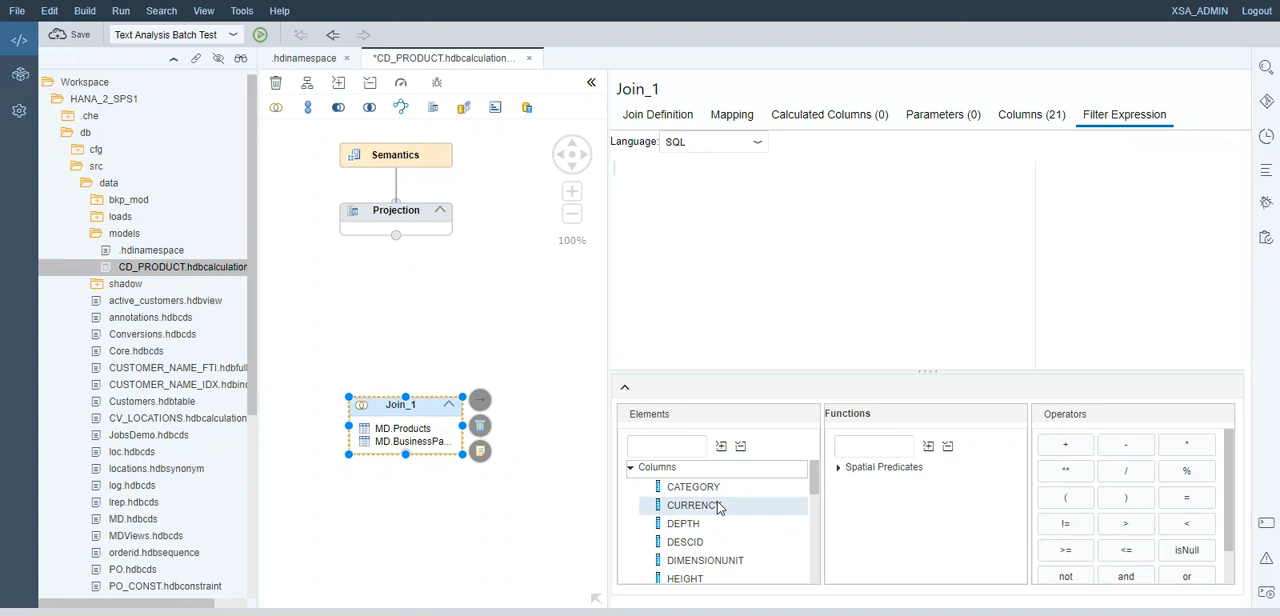 File Edit Build Run Search View Tools Help XSA_ADMIN Logout
Save Text Analysis Batch Test
.hdinamespace × *CD_PRODUCT.hdbcalculation... ×
Workspace
HANA_2_SPS1
.che
db
cfg
src
data
bkp_mod
loads
models
.hdinamespace
CD_PRODUCT.hdbcalculation
shadow
active_customers.hdbview
annotations.hdbcds
Conversions.hdbcds
Core.hdbcds
CUSTOMER_NAME_FTI.hdbfull
CUSTOMER_NAME_IDX.hdbind
Customers.hdbtable
CV_LOCATIONS.hdbcalculation
JobsDemo.hdbcds
loc.hdbcds
locations.hdbsynonym
log.hdbcds
lrep.hdbcds
MD.hdbcds
MDViews.hdbcds
orderid.hdbsequence
PO.hdbcds
PO_CONST.hdbconstraint
Semantics
Projection
100%
Join_1
MD.Products
MD.BusinessPa...
Join_1
Join Definition Mapping Calculated Columns (0) Parameters (0) Columns (21) Filter Expression
Language: SQL
Elements
Columns
CATEGORY
CURRENCY
DEPTH
DESCID
DIMENSIONUNIT
HEIGHT
Functions
Spatial Predicates
Operators
+ - *
** / %
( ) =
!= > <
>= <= isNull
not and or